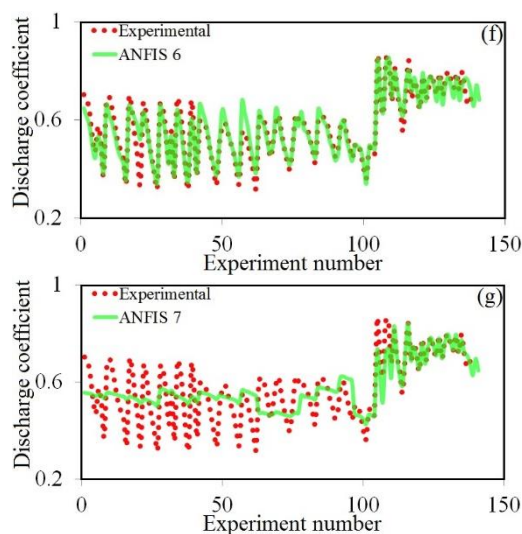 1
(f)
Experimental
ANFIS 6
0.6
0.2
Discharge coefficient
0
50
100
150
Experiment number
1
(g)
Experimental
ANFIS 7
0.6
0.2
Discharge coefficient
0
50
100
150
Experiment number